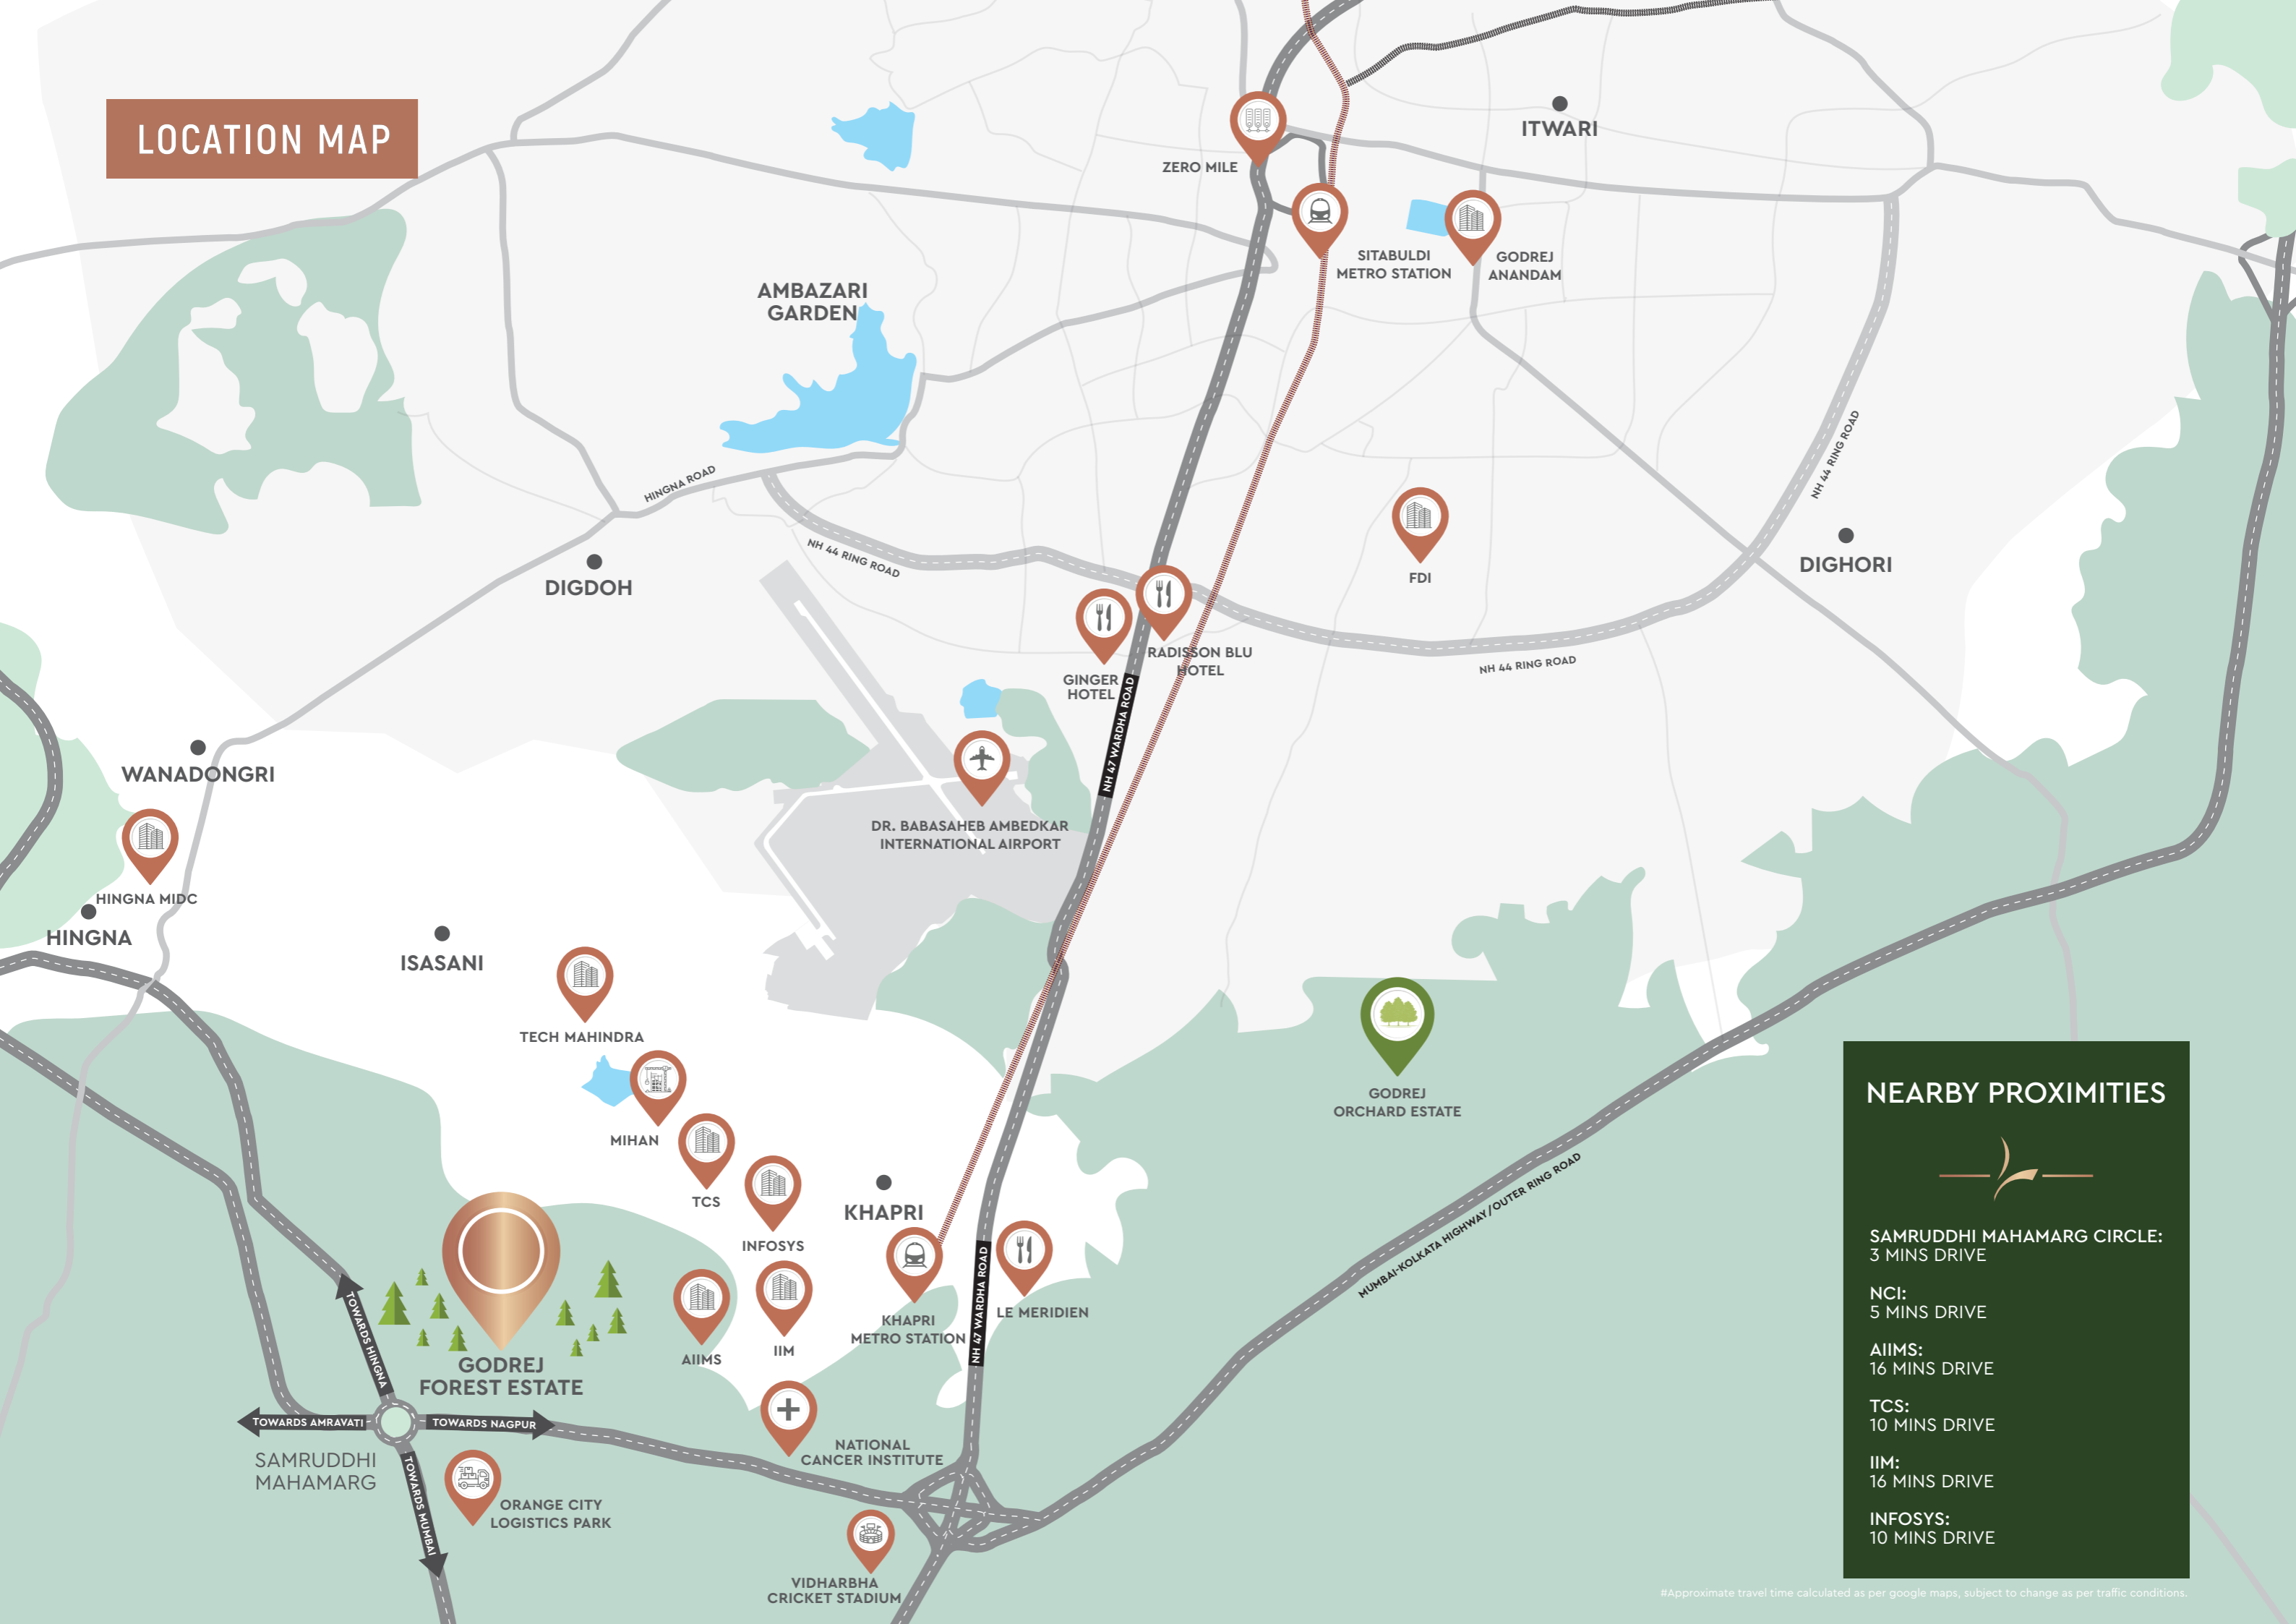 LOCATION MAP
ITWARI
ZERO MILE
SITABULDI
METRO STATION
GODREJ
ANANDAM
AMBAZARI
GARDEN
HINGNA ROAD
NH 44 RING ROAD
NH 44 RING ROAD
DIGDOH
FDI
DIGHORI
RADISSON BLU
HOTEL
NH 44 RING ROAD
GINGER
HOTEL
NH 47 WARDHA ROAD
WANADONGRI
DR. BABASAHEB AMBEDKAR
INTERNATIONAL AIRPORT
HINGNA MIDC
HINGNA
ISASANI
TECH MAHINDRA
MIHAN
TCS
INFOSYS
KHAPRI
GODREJ
ORCHARD ESTATE
MUMBAI-KOLKATA HIGHWAY/OUTER RING ROAD
KHAPRI
METRO STATION
NH 47 WARDHA ROAD
LE MERIDIEN
AIIMS
IIM
GODREJ
FOREST ESTATE
TOWARDS HINGNA
TOWARDS AMRAVATI
TOWARDS NAGPUR
TOWARDS MUMBAI
SAMRUDDHI
MAHAMARG
NATIONAL
CANCER INSTITUTE
ORANGE CITY
LOGISTICS PARK
VIDHARBHA
CRICKET STADIUM
NEARBY PROXIMITIES
SAMRUDDHI MAHAMARG CIRCLE:
3 MINS DRIVE
NCI:
5 MINS DRIVE
AIIMS:
16 MINS DRIVE
TCS:
10 MINS DRIVE
IIM:
16 MINS DRIVE
INFOSYS:
10 MINS DRIVE
#Approximate travel time calculated as per google maps, subject to change as per traffic conditions.